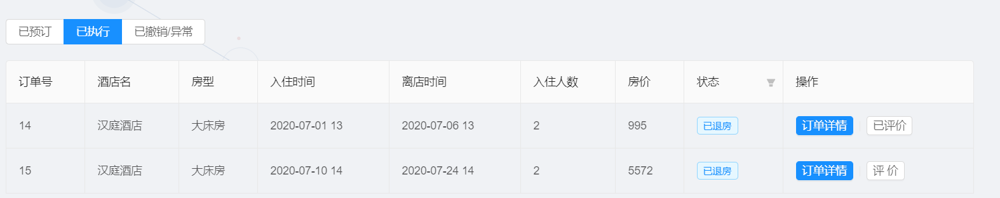 已预订 已执行 已撤销/异常
订单号 酒店名 房型 入住时间 离店时间 入住人数 房价 状态 操作
14 汉庭酒店 大床房 2020-07-01 13 2020-07-06 13 2 995 已退房 订单详情 已评价
15 汉庭酒店 大床房 2020-07-10 14 2020-07-24 14 2 5572 已退房 订单详情 评 价